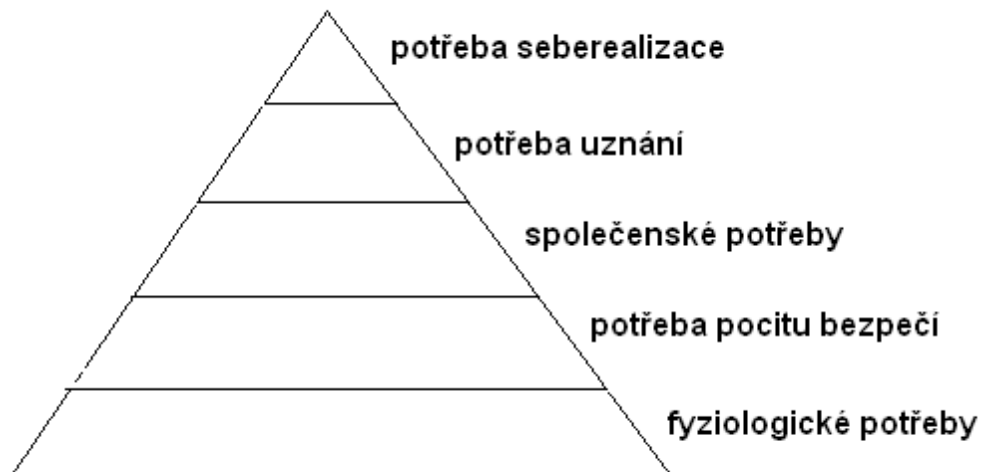 potřeba seberealizace
potřeba uznání
společenské potřeby
potřeba pocitu bezpečí
fyziologické potřeby